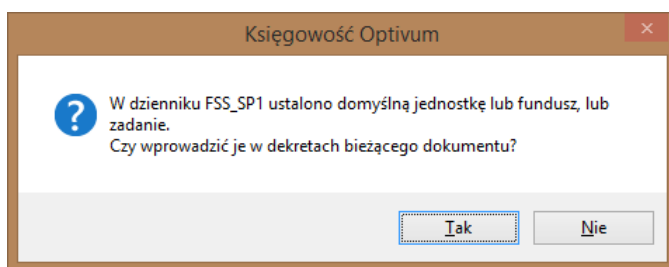 Księgowość Optivum
W dzienniku FSS_SP1 ustalono domyślną jednostkę lub fundusz, lub
zadanie.
Czy wprowadzić je w dekretach bieżącego dokumentu?
Tak
Nie